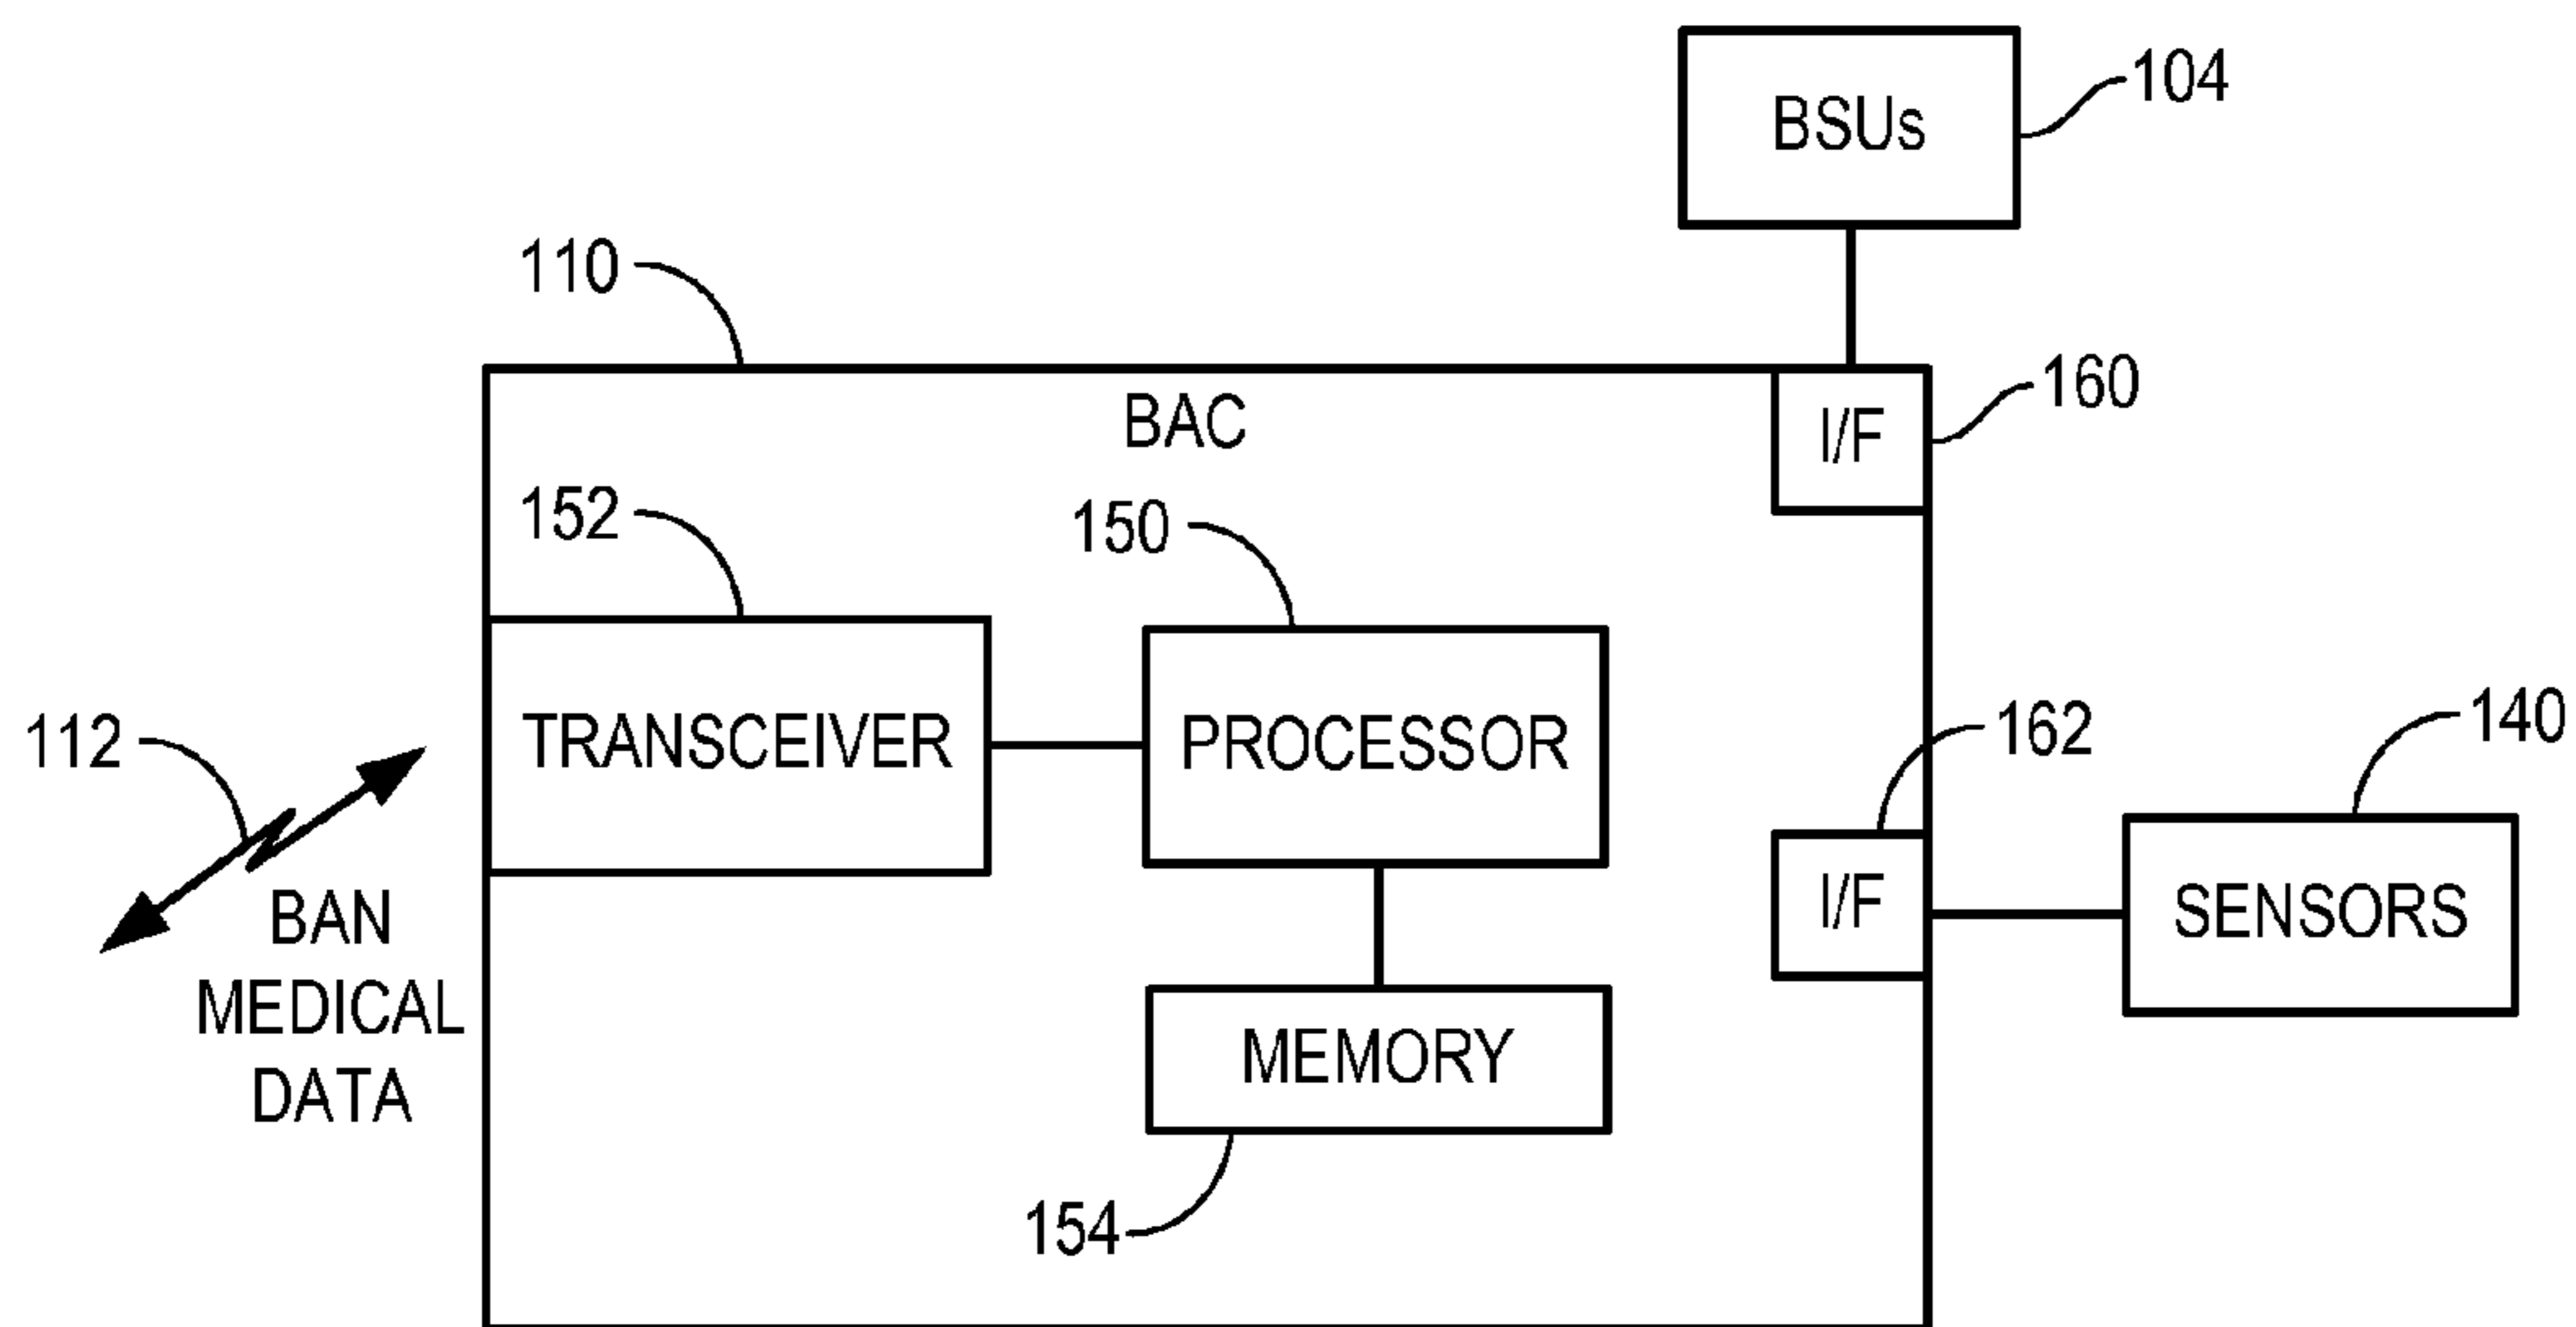 BSUs
104
110
BAC
I/F
160
152
150
TRANSCEIVER
PROCESSOR
162
140
112
I/F
SENSORS
BAN
MEDICAL
DATA
MEMORY
154